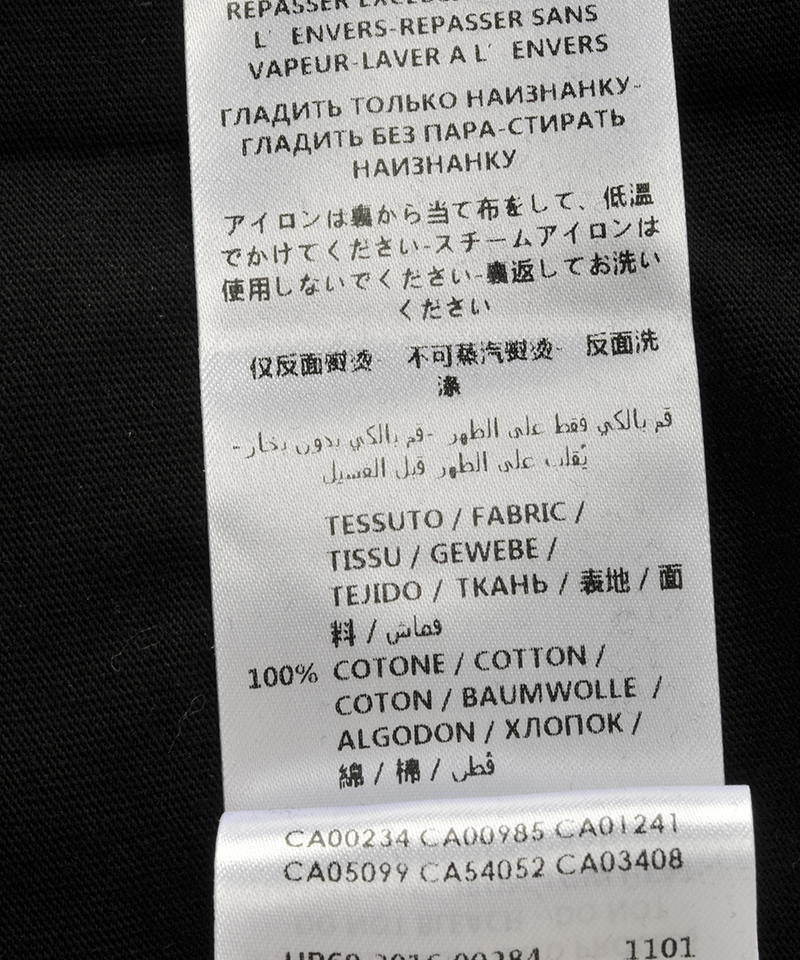 REPASSER
L' ENVERS-REPASSER SANS
VAPEUR-LAVER A L' ENVERS
ГЛАДИТЬ ТОЛЬКО НАИЗНАНКУ-
ГЛАДИТЬ БЕЗ ПАРА-СТИРАТЬ
НАИЗНАНКУ
アイロンは裏から当て布をして、低温
でかけてください-スチームアイロンは
使用しないでください-裏返してお洗い
ください
仅反面熨烫- 不可蒸汽熨烫- 反面洗
涤
قم بالكي فقط على الظهر -قم بالكي بدون بخار-
يُقلب على الظهر قبل الغسيل
TESSUTO / FABRIC /
TISSU / GEWEBE /
TEJIDO / ТКАНЬ / 表地 / 面
料 / قماش
100% COTONE / COTTON /
COTON / BAUMWOLLE /
ALGODON / ХЛОПОК /
綿 / 棉 / قطن
CA00234 CA00985 CA01241
CA05099 CA54052 CA03408
1101